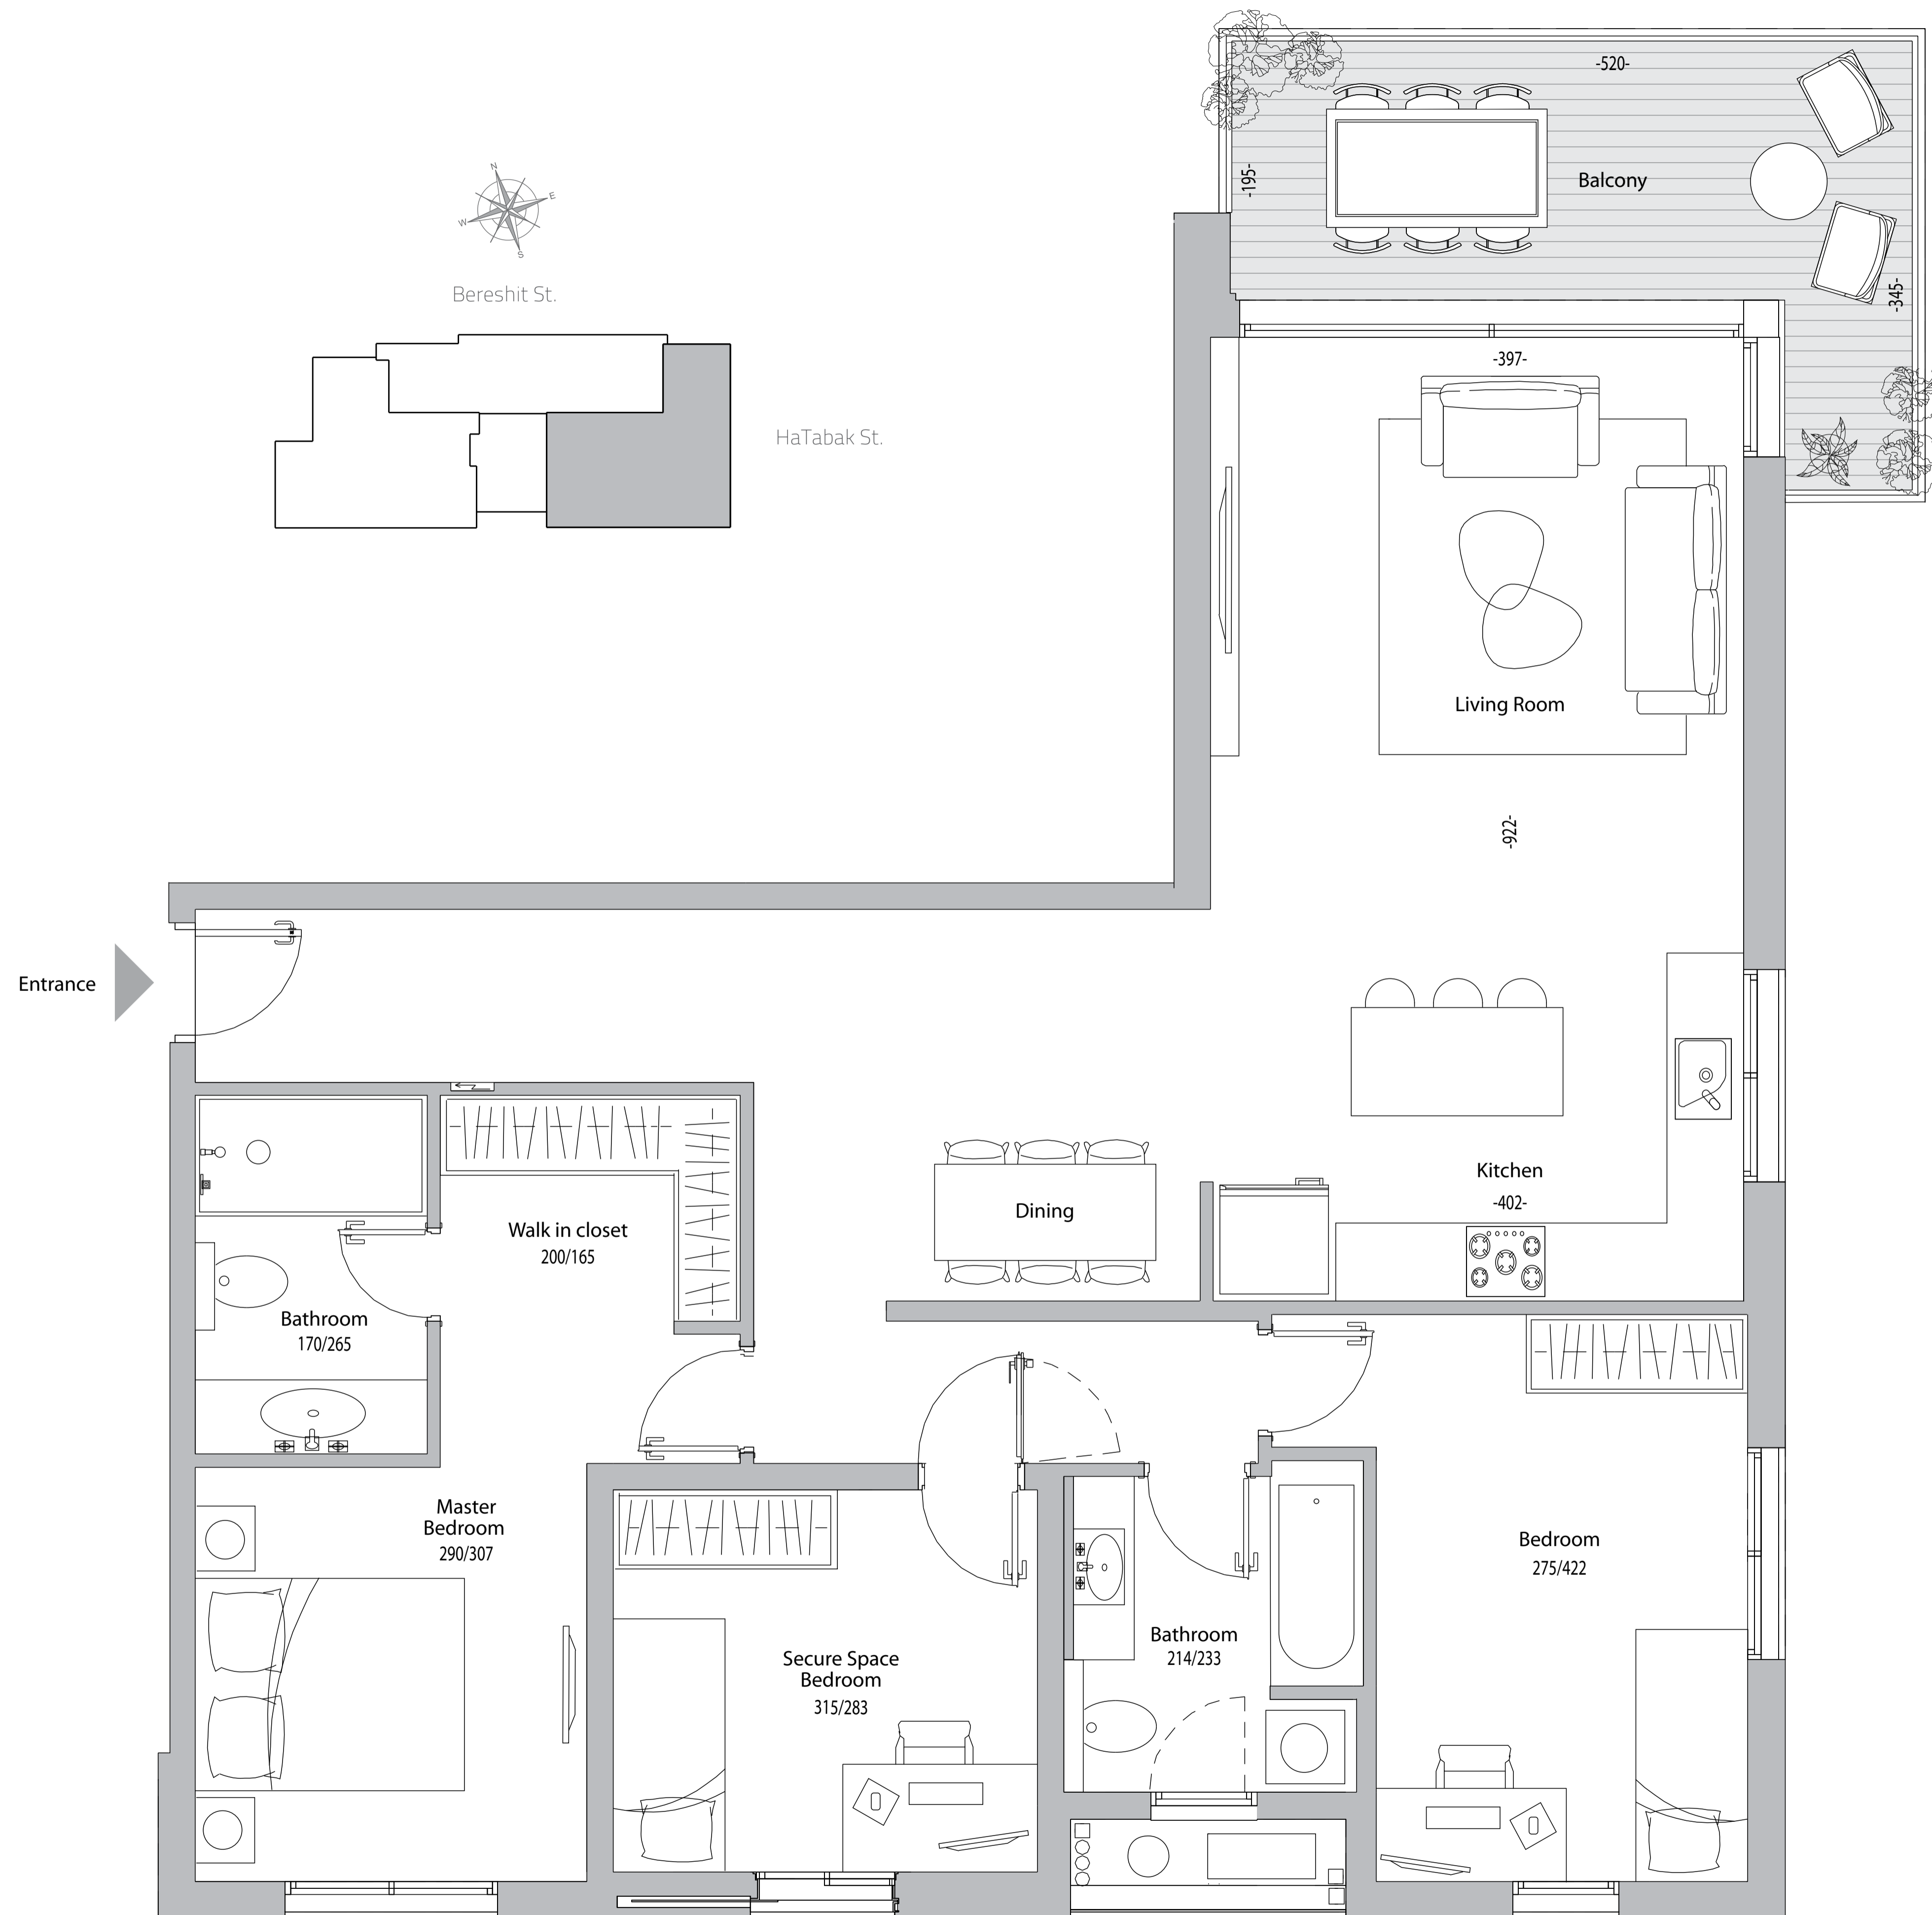 -520-
-195-
Balcony
-345-
N
E
W
S
Bereshit St.
HaTabak St.
-397-
Living Room
-922-
Entrance
Kitchen
-402-
Dining
Walk in closet
200/165
Bathroom
170/265
Master
Bedroom
290/307
Secure Space
Bedroom
315/283
Bathroom
214/233
Bedroom
275/422